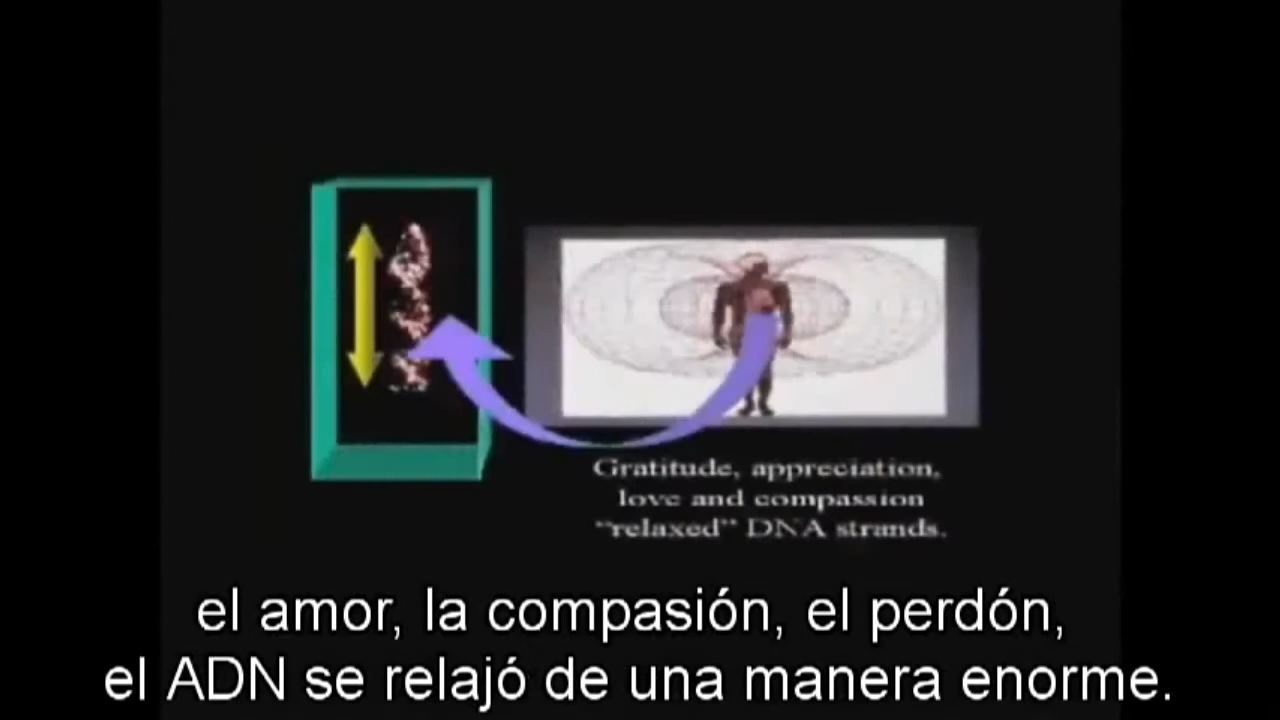 Gratitude, appreciation,
love and compassion
“relaxed” DNA strands.
el amor, la compasión, el perdón,
el ADN se relajó de una manera enorme.